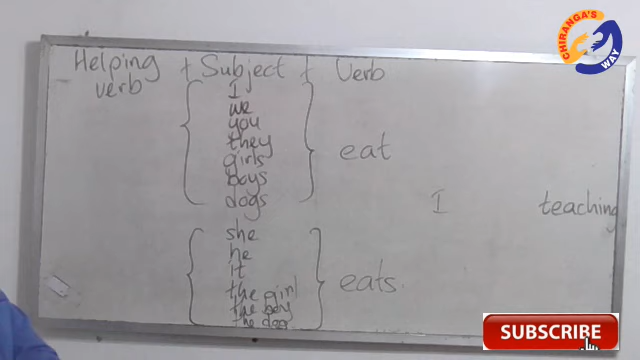 Helping + Subject + Verb
verb
I
we
you
they
girls
boys
dogs
eat
I teaching
she
he
it
the girl
the boy
the dog
eats.
CHIRANGA'S WAY
SUBSCRIBE